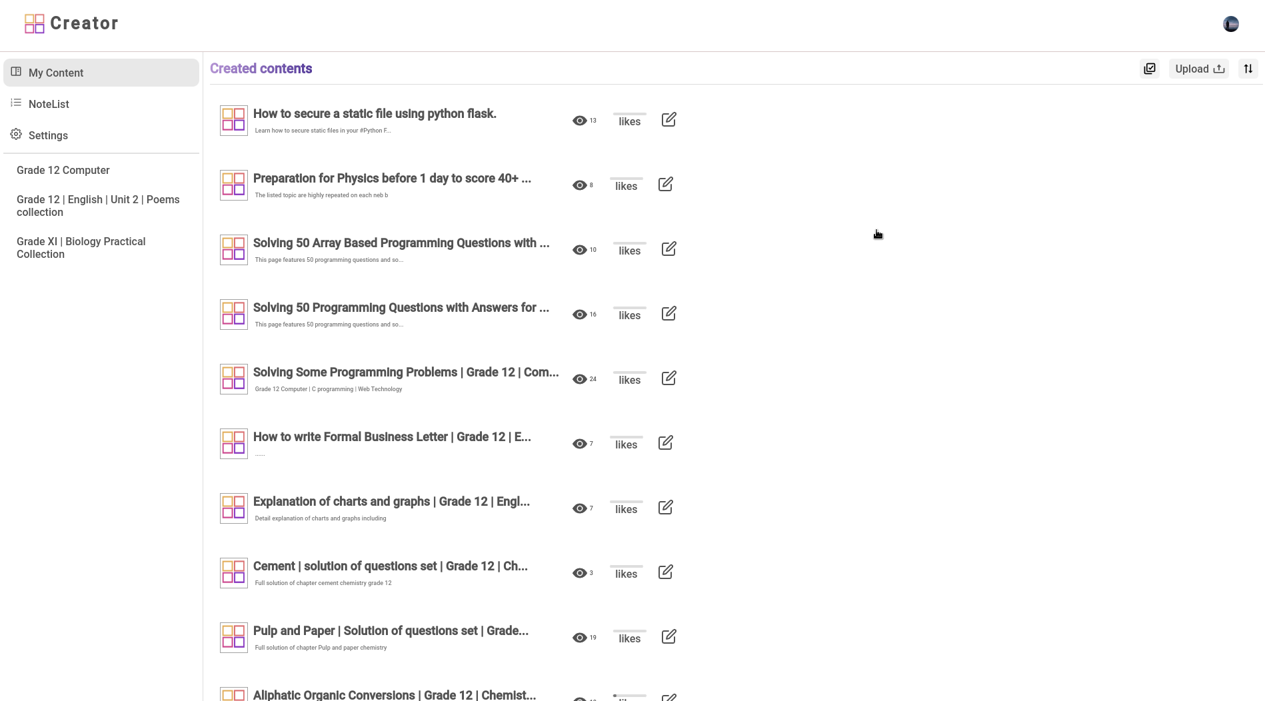 Creator
My Content
NoteList
Settings
Grade 12 Computer
Grade 12 | English | Unit 2 | Poems
collection
Grade XI | Biology Practical
Collection
Created contents
Upload
How to secure a static file using python flask.
Learn how to secure static files in your #Python F...
13
likes
Preparation for Physics before 1 day to score 40+ ...
The listed topic are highly repeated on each neb b
8
likes
Solving 50 Array Based Programming Questions with ...
This page features 50 programming questions and so...
10
likes
Solving 50 Programming Questions with Answers for ...
This page features 50 programming questions and so...
16
likes
Solving Some Programming Problems | Grade 12 | Com...
Grade 12 Computer | C programming | Web Technology
24
likes
How to write Formal Business Letter | Grade 12 | E...
......
7
likes
Explanation of charts and graphs | Grade 12 | Engl...
Detail explanation of charts and graphs including
7
likes
Cement | solution of questions set | Grade 12 | Ch...
Full solution of chapter cement chemistry grade 12
3
likes
Pulp and Paper | Solution of questions set | Grade...
Full solution of chapter Pulp and paper chemistry
19
likes
Aliphatic Organic Conversions | Grade 12 | Chemist...